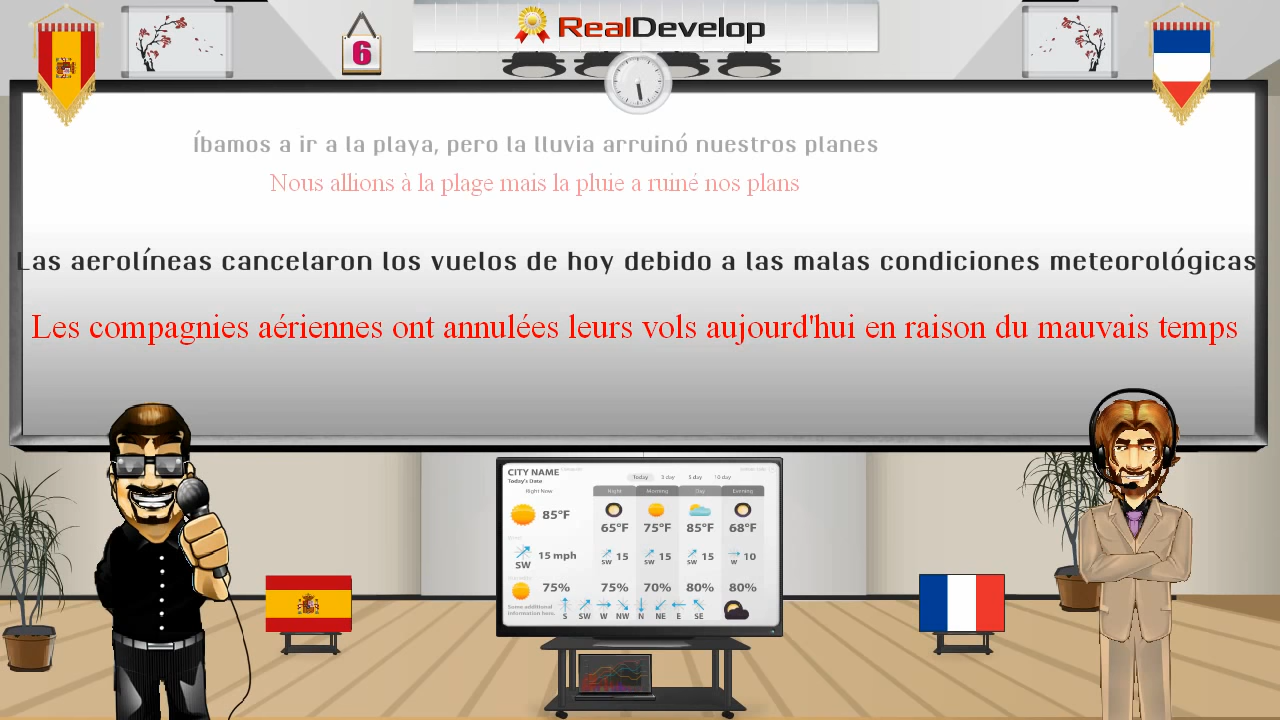 RealDevelop
6
Íbamos a ir a la playa, pero la lluvia arruinó nuestros planes
Nous allions à la plage mais la pluie a ruiné nos plans
Las aerolíneas cancelaron los vuelos de hoy debido a las malas condiciones meteorológicas
Les compagnies aériennes ont annulées leurs vols aujourd'hui en raison du mauvais temps
CITY NAME
Today's Date
Today 3 day 5 day 10 day
Right Now
Night Morning Day Evening
85°F
65°F 75°F 85°F 68°F
15 mph
SW
15 15 15 10
SW SW SW W
75%
75% 70% 80% 80%
Some additional
information here.
S SW W NW N NE E SE